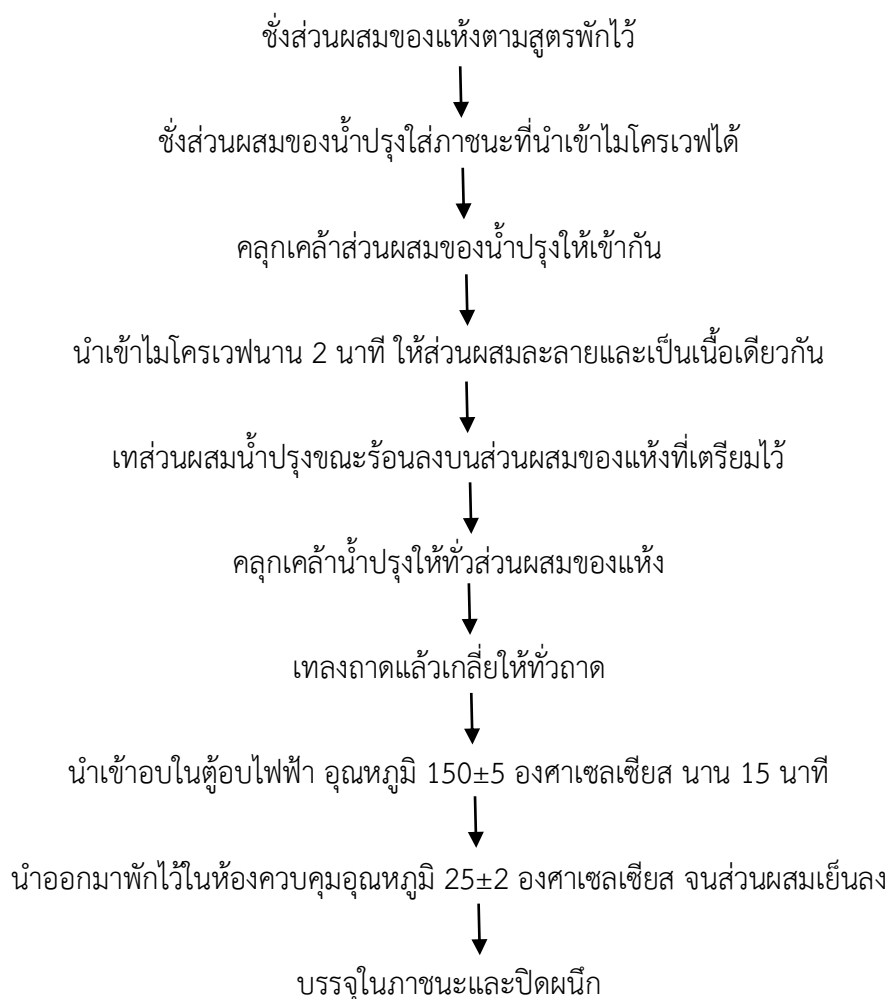 ชั่งส่วนผสมของแห้งตามสูตรพักไว้
ชั่งส่วนผสมของน้ำปรุงใส่ภาชนะที่นำเข้าไมโครเวฟได้
คลุกเคล้าส่วนผสมของน้ำปรุงให้เข้ากัน
นำเข้าไมโครเวฟนาน 2 นาที ให้ส่วนผสมละลายและเป็นเนื้อเดียวกัน
เทส่วนผสมน้ำปรุงขณะร้อนลงบนส่วนผสมของแห้งที่เตรียมไว้
คลุกเคล้าน้ำปรุงให้ทั่วส่วนผสมของแห้ง
เทลงถาดแล้วเกลี่ยให้ทั่วถาด
นำเข้าอบในตู้อบไฟฟ้า อุณหภูมิ 150±5 องศาเซลเซียส นาน 15 นาที
นำออกมาพักไว้ในห้องควบคุมอุณหภูมิ 25±2 องศาเซลเซียส จนส่วนผสมเย็นลง
บรรจุในภาชนะและปิดผนึก